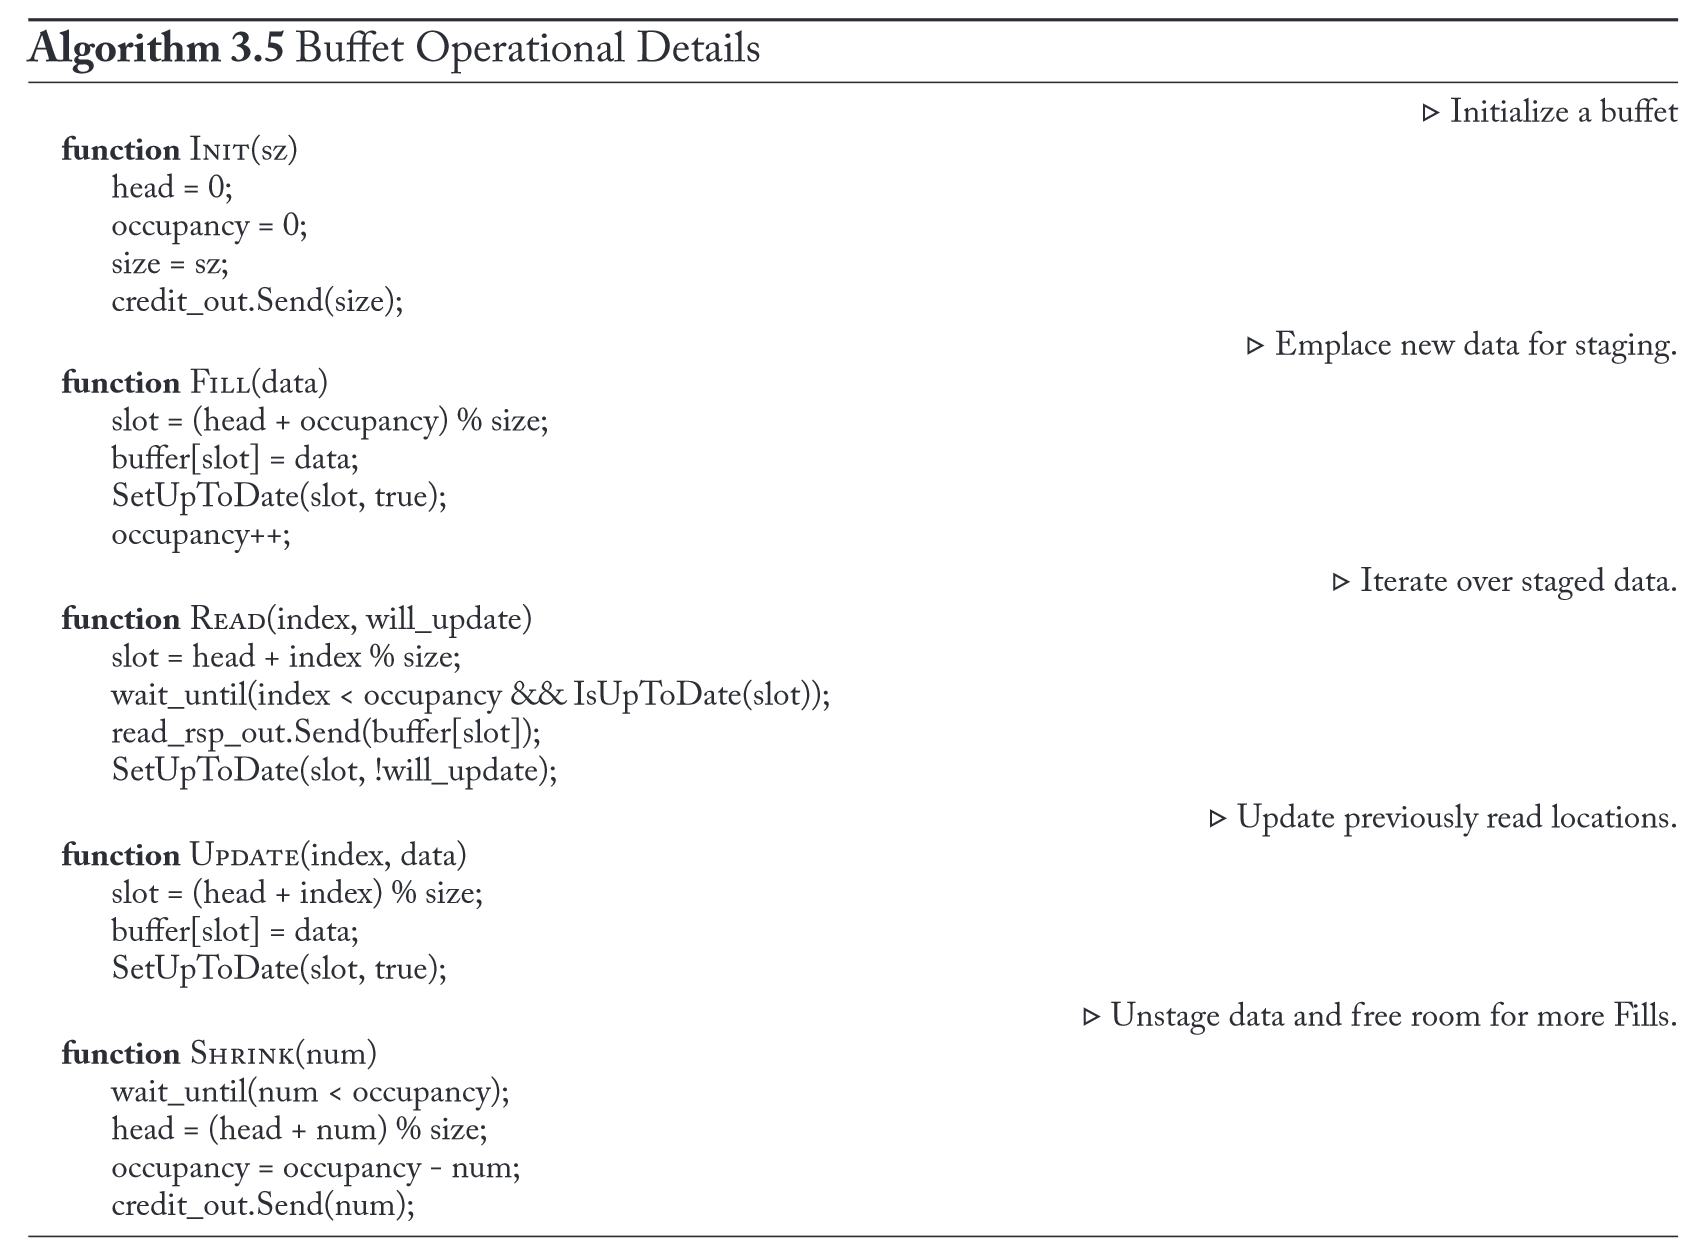 Algorithm 3.5 Buffet Operational Details
▷ Initialize a buffet
function INIT(sz)
head = 0;
occupancy = 0;
size = sz;
credit_out.Send(size);
▷ Emplace new data for staging.
function FILL(data)
slot = (head + occupancy) % size;
buffer[slot] = data;
SetUpToDate(slot, true);
occupancy++;
▷ Iterate over staged data.
function READ(index, will_update)
slot = head + index % size;
wait_until(index < occupancy && IsUpToDate(slot));
read_rsp_out.Send(buffer[slot]);
SetUpToDate(slot, !will_update);
▷ Update previously read locations.
function UPDATE(index, data)
slot = (head + index) % size;
buffer[slot] = data;
SetUpToDate(slot, true);
▷ Unstage data and free room for more Fills.
function SHRINK(num)
wait_until(num < occupancy);
head = (head + num) % size;
occupancy = occupancy - num;
credit_out.Send(num);